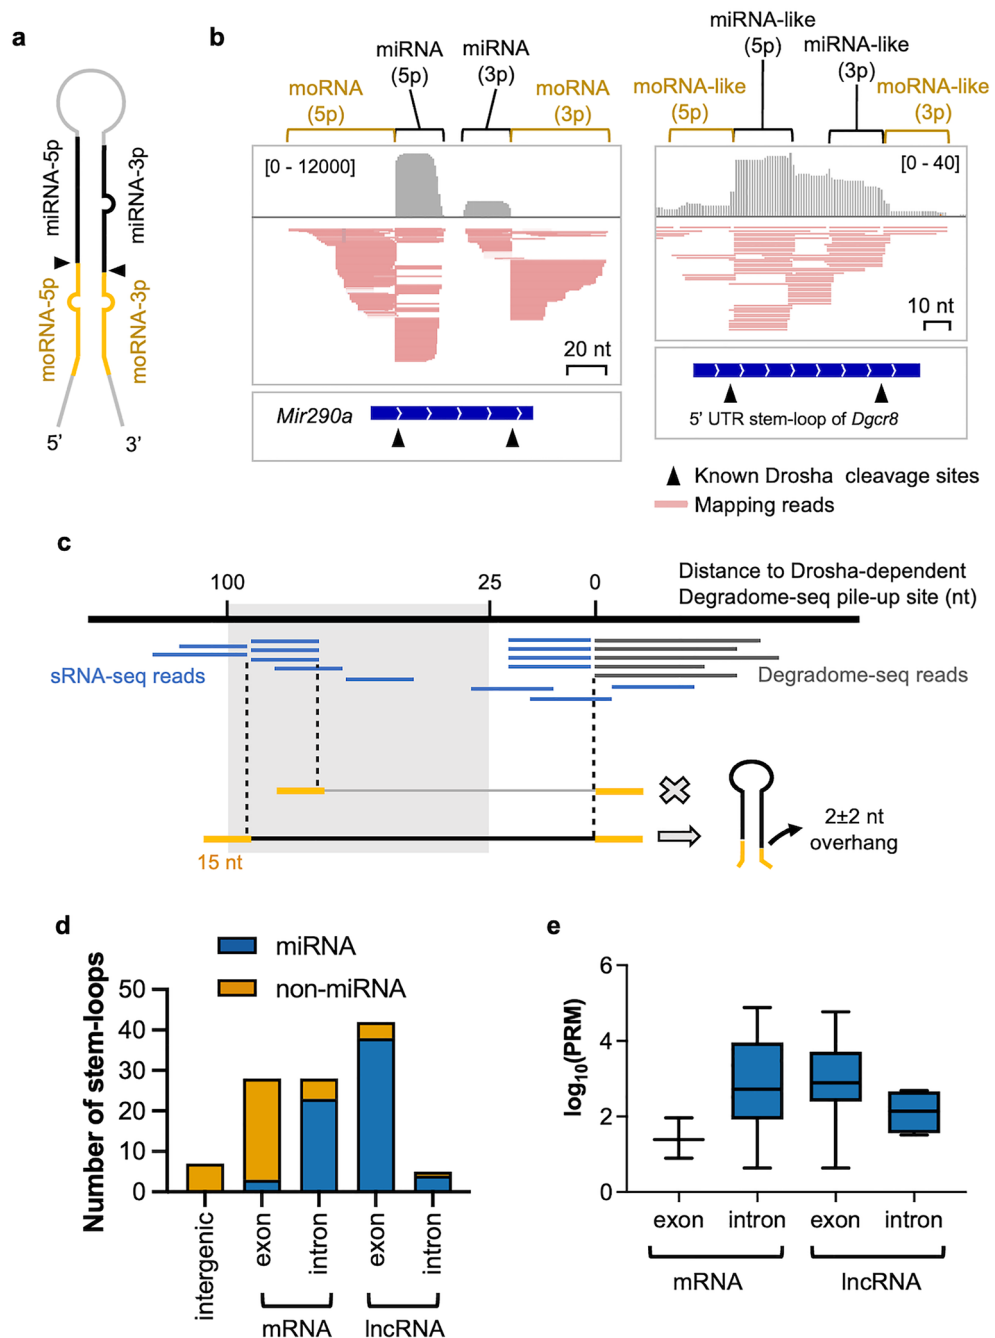 a
miRNA-5p
miRNA-3p
moRNA-5p
moRNA-3p
5’
3’
b
moRNA
(5p)
miRNA
(5p)
miRNA
(3p)
moRNA
(3p)
[0 - 12000]
20 nt
Mir290a
moRNA-like
(5p)
miRNA-like
(5p)
miRNA-like
(3p)
moRNA-like
(3p)
[0 - 40]
10 nt
5’ UTR stem-loop of Dgcr8
Known Drosha cleavage sites
Mapping reads
c
100
25
0
Distance to Drosha-dependent
Degradome-seq pile-up site (nt)
sRNA-seq reads
Degradome-seq reads
15 nt
2±2 nt
overhang
d
miRNA
non-miRNA
Number of stem-loops
50
40
30
20
10
0
intergenic
exon
intron
exon
intron
mRNA
lncRNA
e
log10(PRM)
6
4
2
0
exon
intron
exon
intron
mRNA
lncRNA